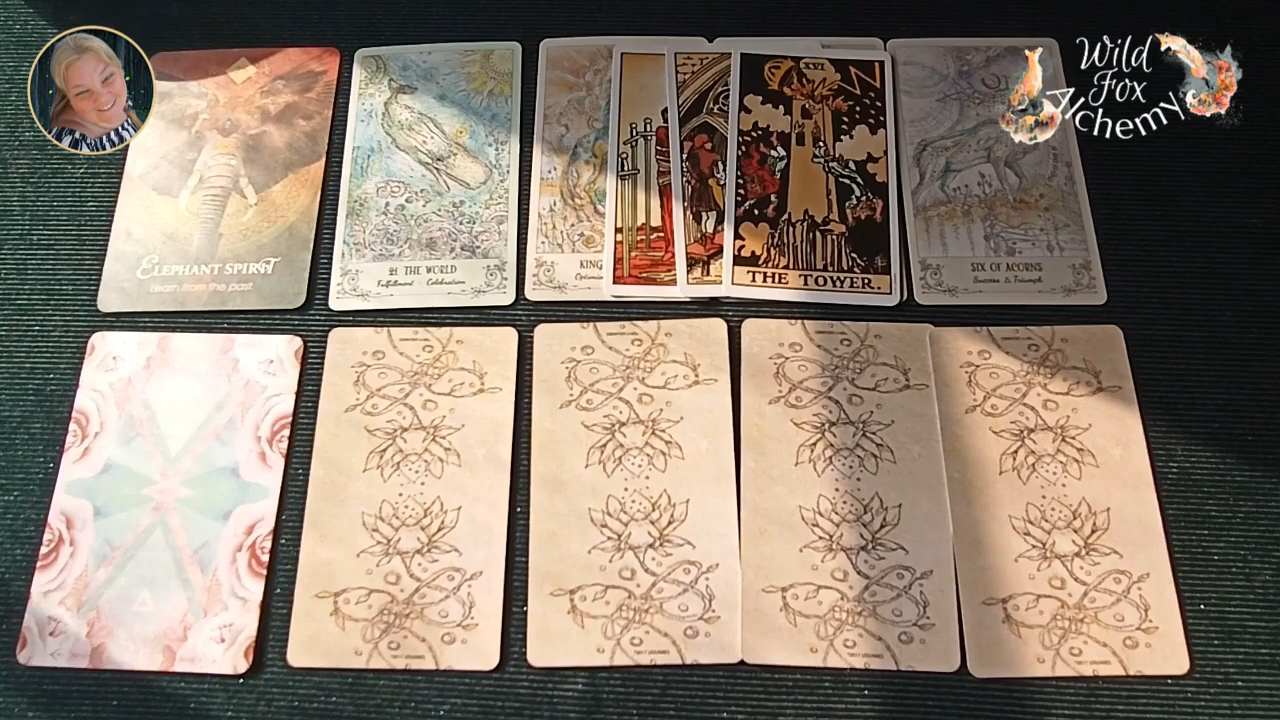 Wild
Fox
Alchemy
ELEPHANT SPIRIT
Learn from the past
21. THE WORLD
Fulfillment · Celebration
KING
XVI
THE TOWER.
SIX OF ACORNS
Success & Triumph